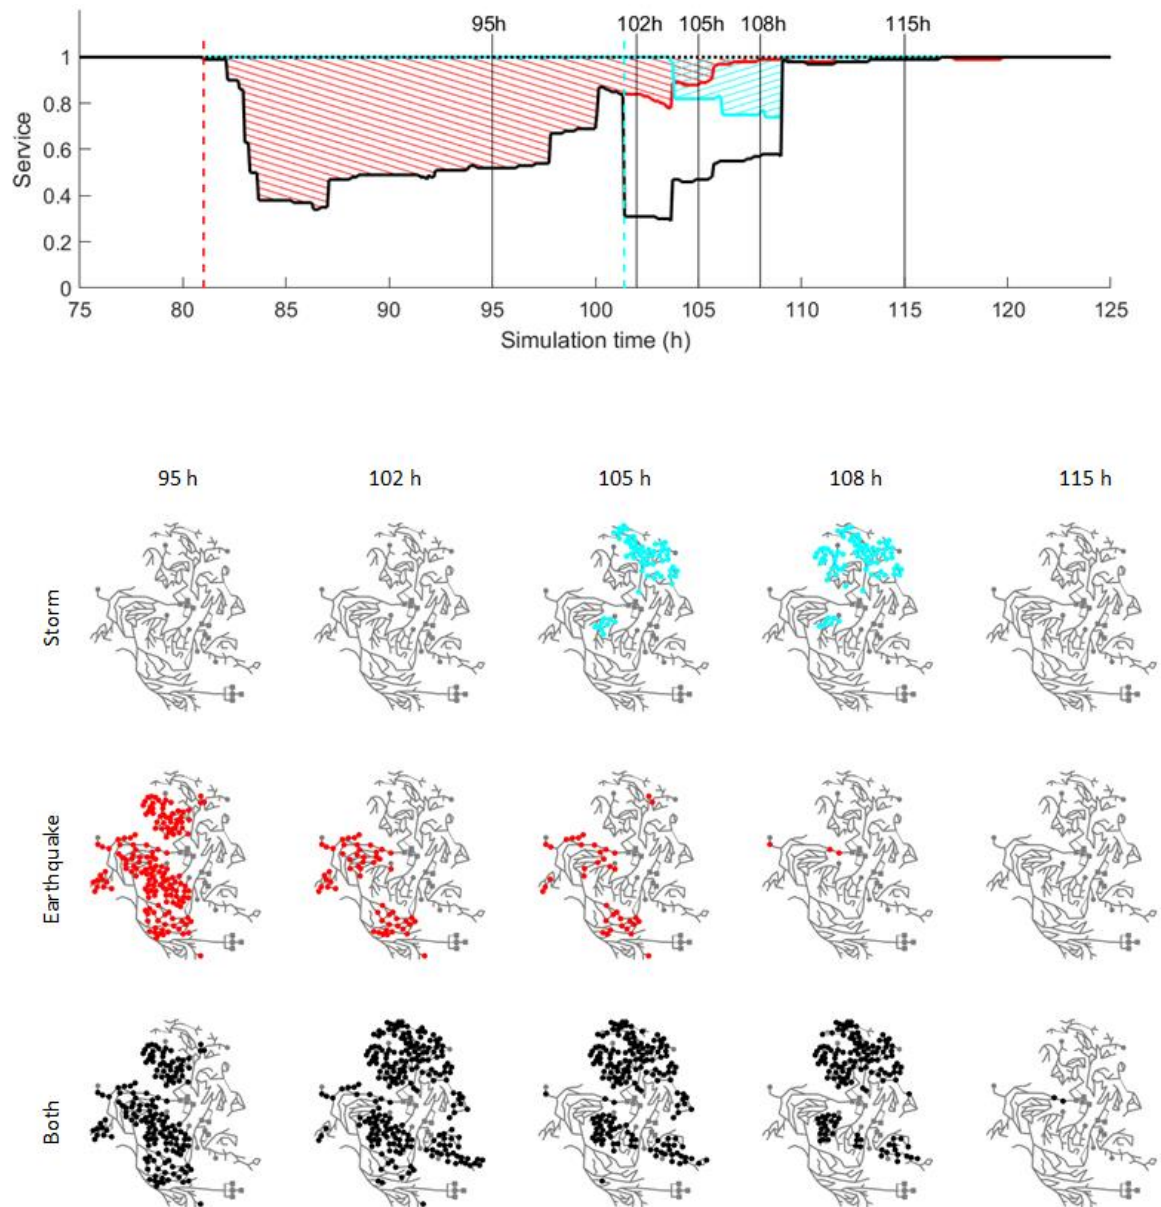 95h 102h 105h 108h 115h
1
0.8
0.6
0.4
0.2
0
Service
75 80 85 90 95 100 105 110 115 120 125
Simulation time (h)
95 h 102 h 105 h 108 h 115 h
Storm
Earthquake
Both